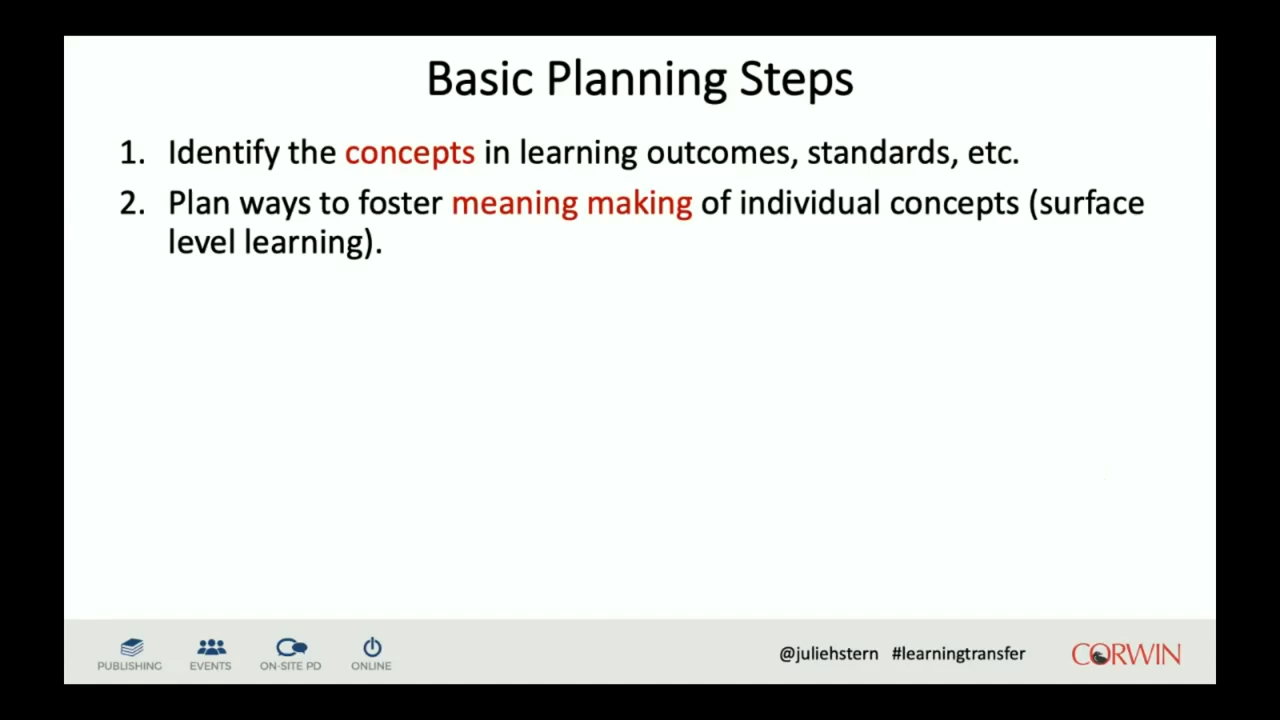 Basic Planning Steps
1. Identify the concepts in learning outcomes, standards, etc.
2. Plan ways to foster meaning making of individual concepts (surface
level learning).
PUBLISHING EVENTS ON-SITE PD ONLINE @juliehstern #learningtransfer CORWIN